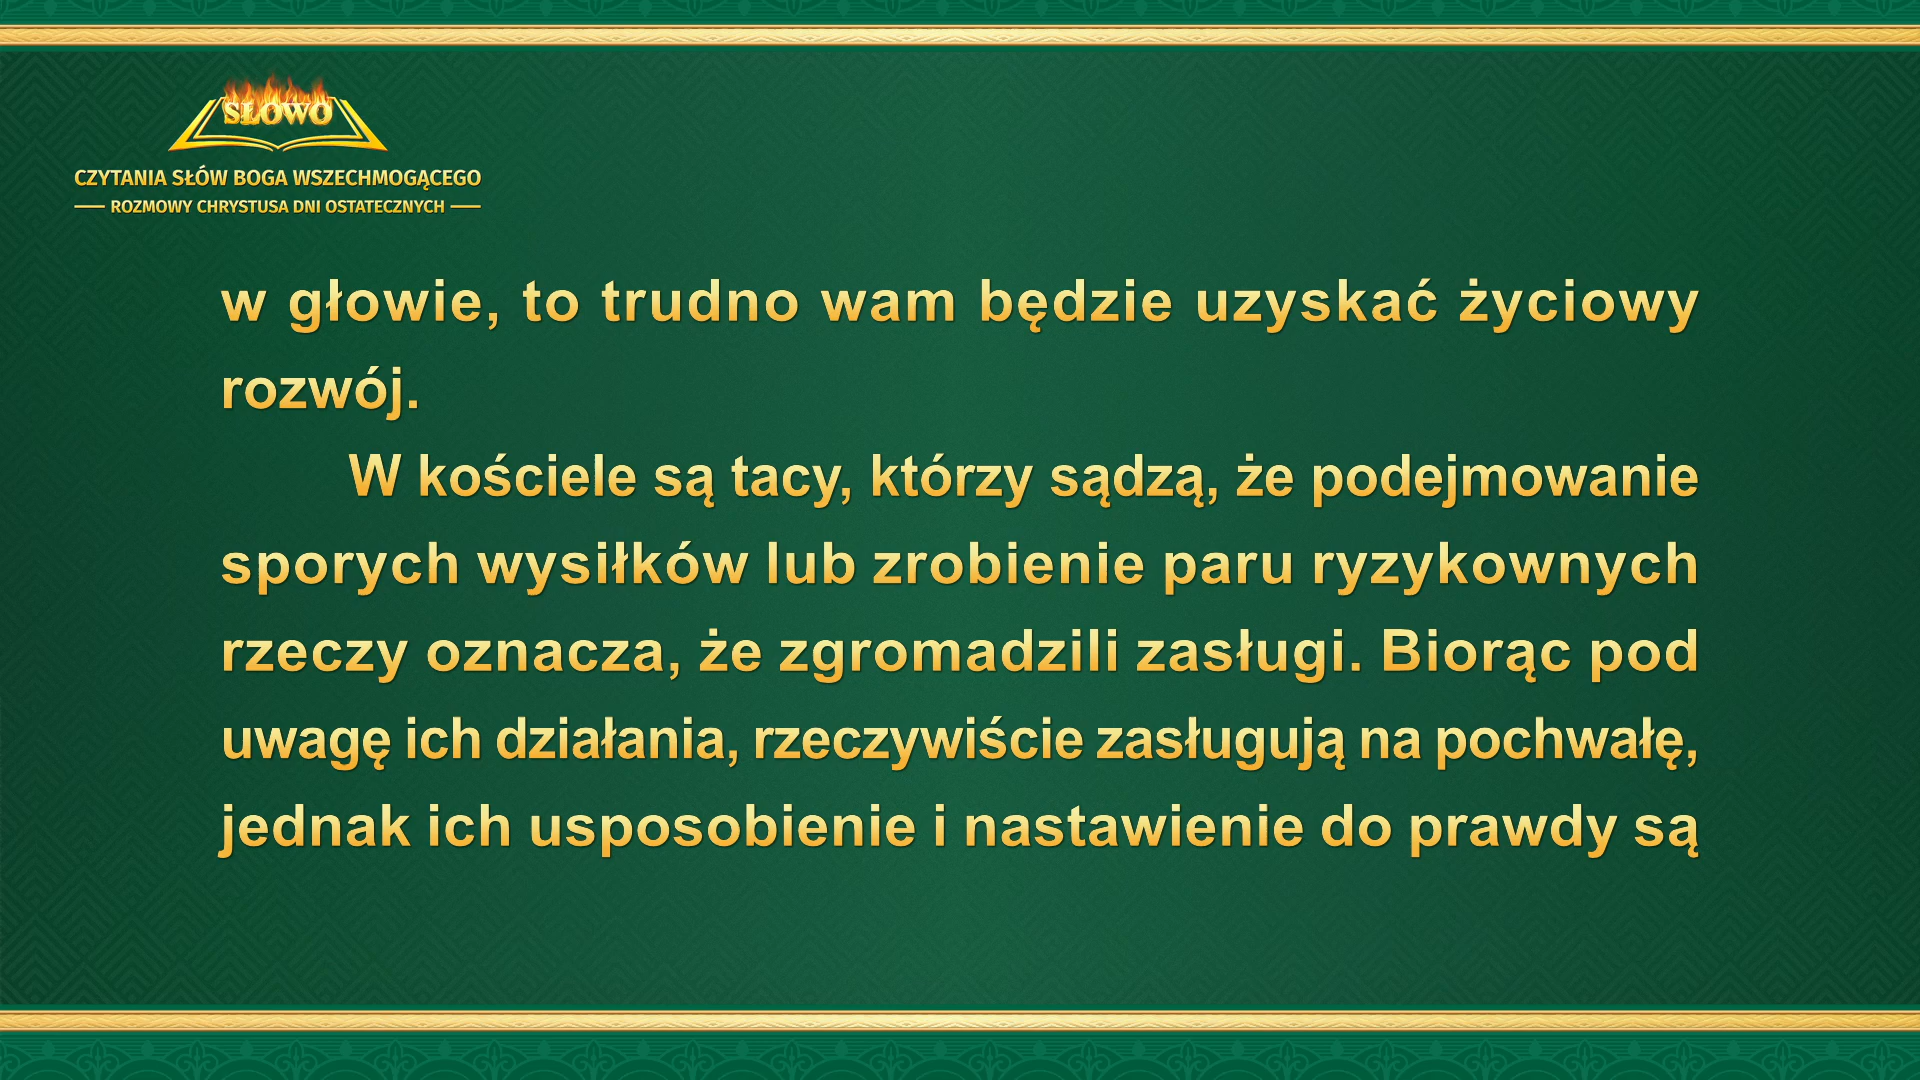 SŁOWO
CZYTANIA SŁÓW BOGA WSZECHMOGĄCEGO
ROZMOWY CHRYSTUSA DNI OSTATECZNYCH
w głowie, to trudno wam będzie uzyskać życiowy
rozwój.
W kościele są tacy, którzy sądzą, że podejmowanie
sporych wysiłków lub zrobienie paru ryzykownych
rzeczy oznacza, że zgromadzili zasługi. Biorąc pod
uwagę ich działania, rzeczywiście zasługują na pochwałę,
jednak ich usposobienie i nastawienie do prawdy są